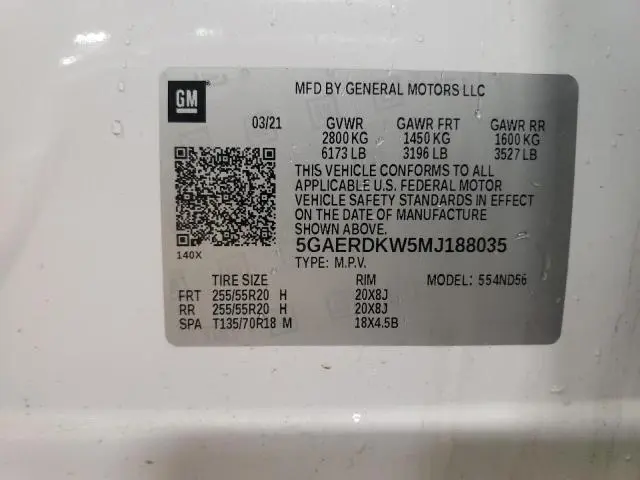 GM ®
MFD BY GENERAL MOTORS LLC
03/21 GVWR GAWR FRT GAWR RR
2800 KG 1450 KG 1600 KG
6173 LB 3196 LB 3527 LB
THIS VEHICLE CONFORMS TO ALL
APPLICABLE U.S. FEDERAL MOTOR
VEHICLE SAFETY STANDARDS IN EFFECT
ON THE DATE OF MANUFACTURE
SHOWN ABOVE.
5GAERDKW5MJ188035
140X
TYPE: M.P.V.
TIRE SIZE RIM MODEL: 554ND56
FRT 255/55R20 H 20X8J
RR 255/55R20 H 20X8J
SPA T135/70R18 M 18X4.5B